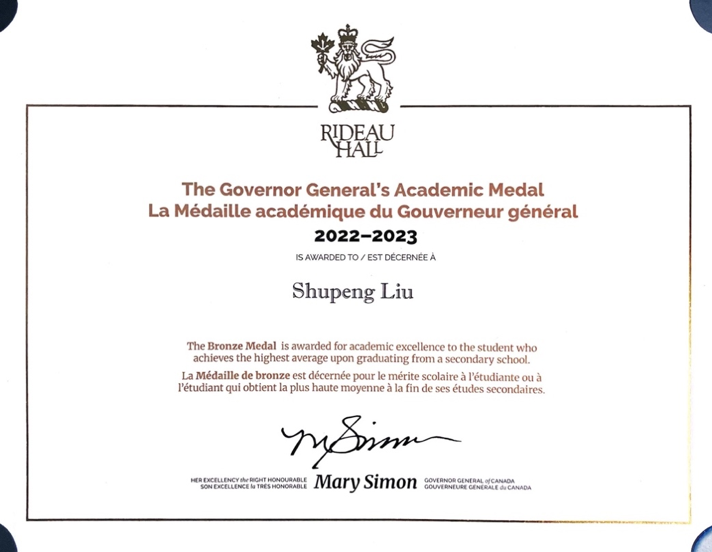 RIDEAU
HALL
The Governor General's Academic Medal
La Médaille académique du Gouverneur général
2022–2023
IS AWARDED TO / EST DÉCERNÉE À
Shupeng Liu
The Bronze Medal is awarded for academic excellence to the student who
achieves the highest average upon graduating from a secondary school.
La Médaille de bronze est décernée pour le mérite scolaire à l'étudiante ou à
l'étudiant qui obtient la plus haute moyenne à la fin de ses études secondaires.
M Simon
HER EXCELLENCY the RIGHT HONOURABLE
SON EXCELLENCE la TRÈS HONORABLE
Mary Simon
GOVERNOR GENERAL of CANADA
GOUVERNEURE GÉNÉRALE du CANADA